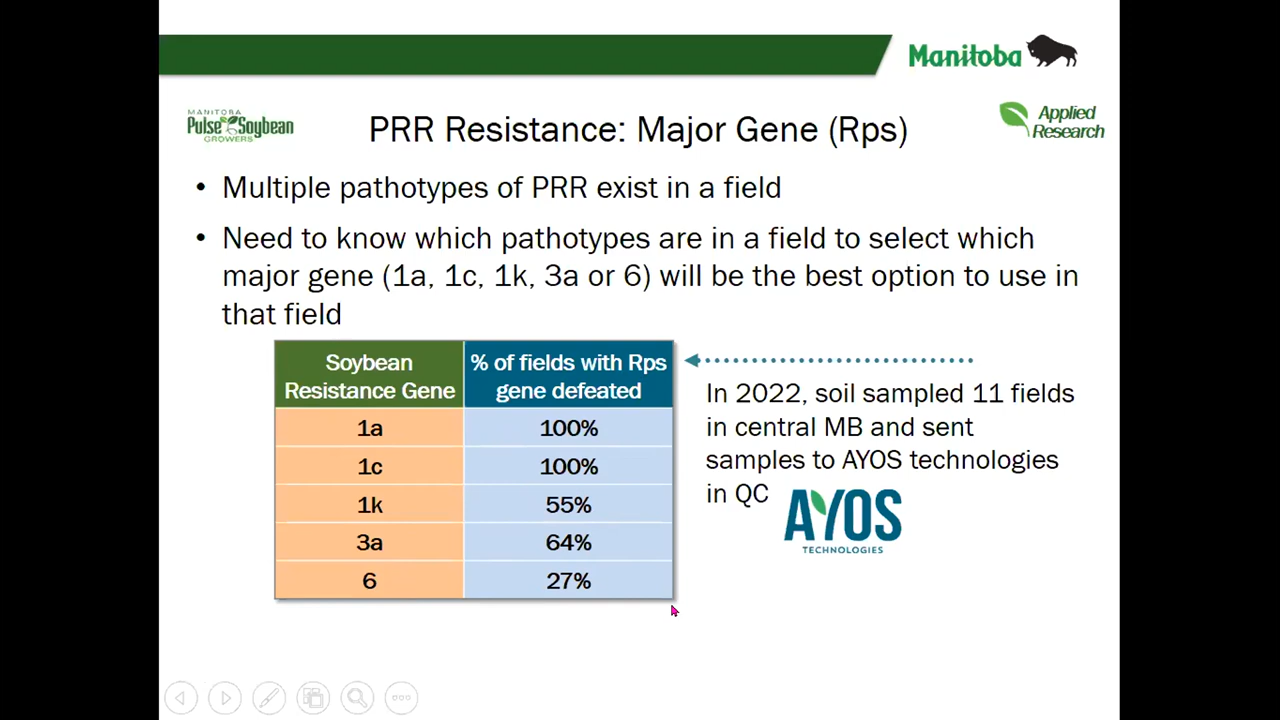 Manitoba
MANITOBA
Pulse Soybean
GROWERS
PRR Resistance: Major Gene (Rps)
Applied
Research
• Multiple pathotypes of PRR exist in a field
• Need to know which pathotypes are in a field to select which
major gene (1a, 1c, 1k, 3a or 6) will be the best option to use in
that field
Soybean
Resistance Gene
% of fields with Rps
gene defeated
1a 100%
1c 100%
1k 55%
3a 64%
6 27%
In 2022, soil sampled 11 fields
in central MB and sent
samples to AYOS technologies
in QC
AYOS
TECHNOLOGIES